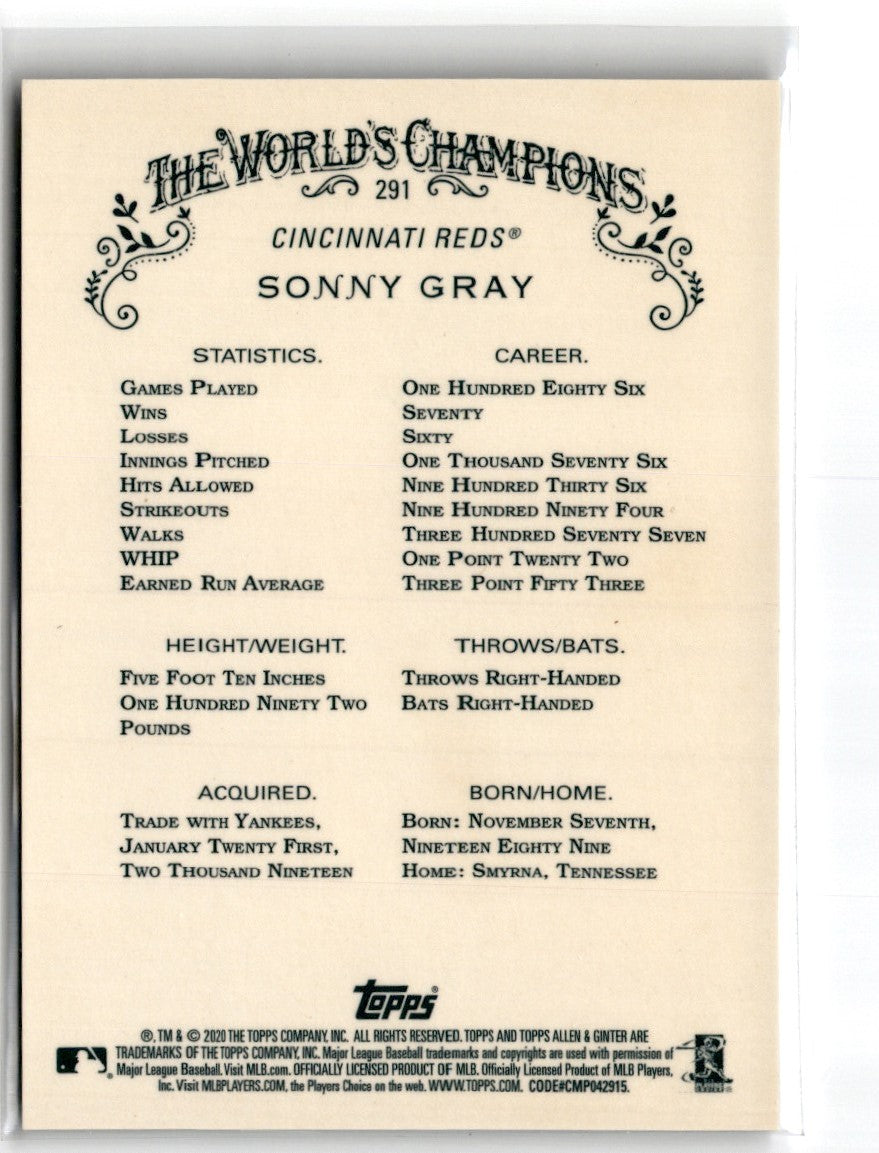 THE WORLD'S CHAMPIONS
291
CINCINNATI REDS®
SONNY GRAY
STATISTICS. CAREER.
GAMES PLAYED ONE HUNDRED EIGHTY SIX
WINS SEVENTY
LOSSES SIXTY
INNINGS PITCHED ONE THOUSAND SEVENTY SIX
HITS ALLOWED NINE HUNDRED THIRTY SIX
STRIKEOUTS NINE HUNDRED NINETY FOUR
WALKS THREE HUNDRED SEVENTY SEVEN
WHIP ONE POINT TWENTY TWO
EARNED RUN AVERAGE THREE POINT FIFTY THREE
HEIGHT/WEIGHT.
FIVE FOOT TEN INCHES
ONE HUNDRED NINETY TWO
POUNDS
THROWS/BATS.
THROWS RIGHT-HANDED
BATS RIGHT-HANDED
ACQUIRED.
TRADE WITH YANKEES,
JANUARY TWENTY FIRST,
TWO THOUSAND NINETEEN
BORN/HOME.
BORN: NOVEMBER SEVENTH,
NINETEEN EIGHTY NINE
HOME: SMYRNA, TENNESSEE
TOPPS®
®, TM & © 2020 THE TOPPS COMPANY, INC. ALL RIGHTS RESERVED. TOPPS AND TOPPS ALLEN & GINTER ARE
TRADEMARKS OF THE TOPPS COMPANY, INC. Major League Baseball trademarks and copyrights are used with permission of
Major League Baseball. Visit MLB.com. OFFICIALLY LICENSED PRODUCT OF MLB. Officially Licensed Product of MLB Players,
Inc. Visit MLBPLAYERS.COM, the Players Choice on the web. WWW.TOPPS.COM. CODE#CMP042915.